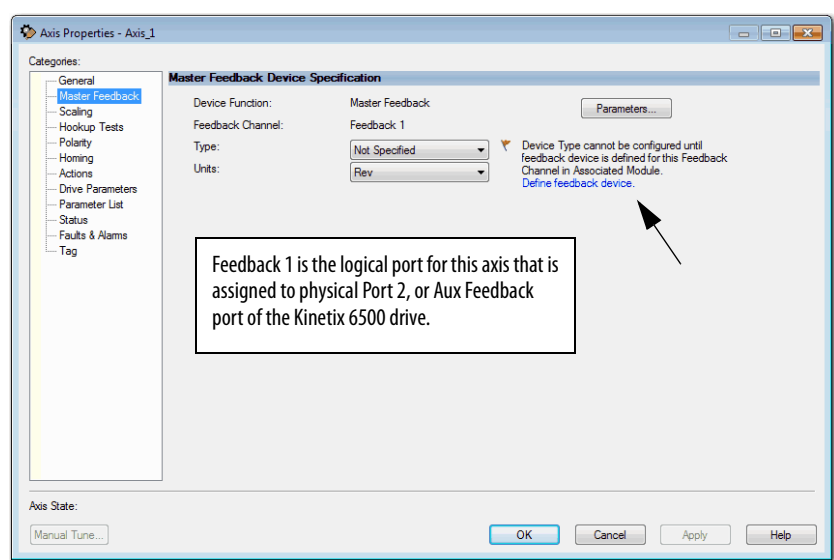 Axis Properties - Axis_1
Categories:
General
Master Feedback
Scaling
Hookup Tests
Polarity
Homing
Actions
Drive Parameters
Parameter List
Status
Faults & Alarms
Tag
Master Feedback Device Specification
Device Function: Master Feedback
Parameters...
Feedback Channel: Feedback 1
Type: Not Specified
Units: Rev
Device Type cannot be configured until
feedback device is defined for this Feedback
Channel in Associated Module.
Define feedback device.
Feedback 1 is the logical port for this axis that is
assigned to physical Port 2, or Aux Feedback
port of the Kinetix 6500 drive.
Axis State:
Manual Tune...
OK
Cancel
Apply
Help